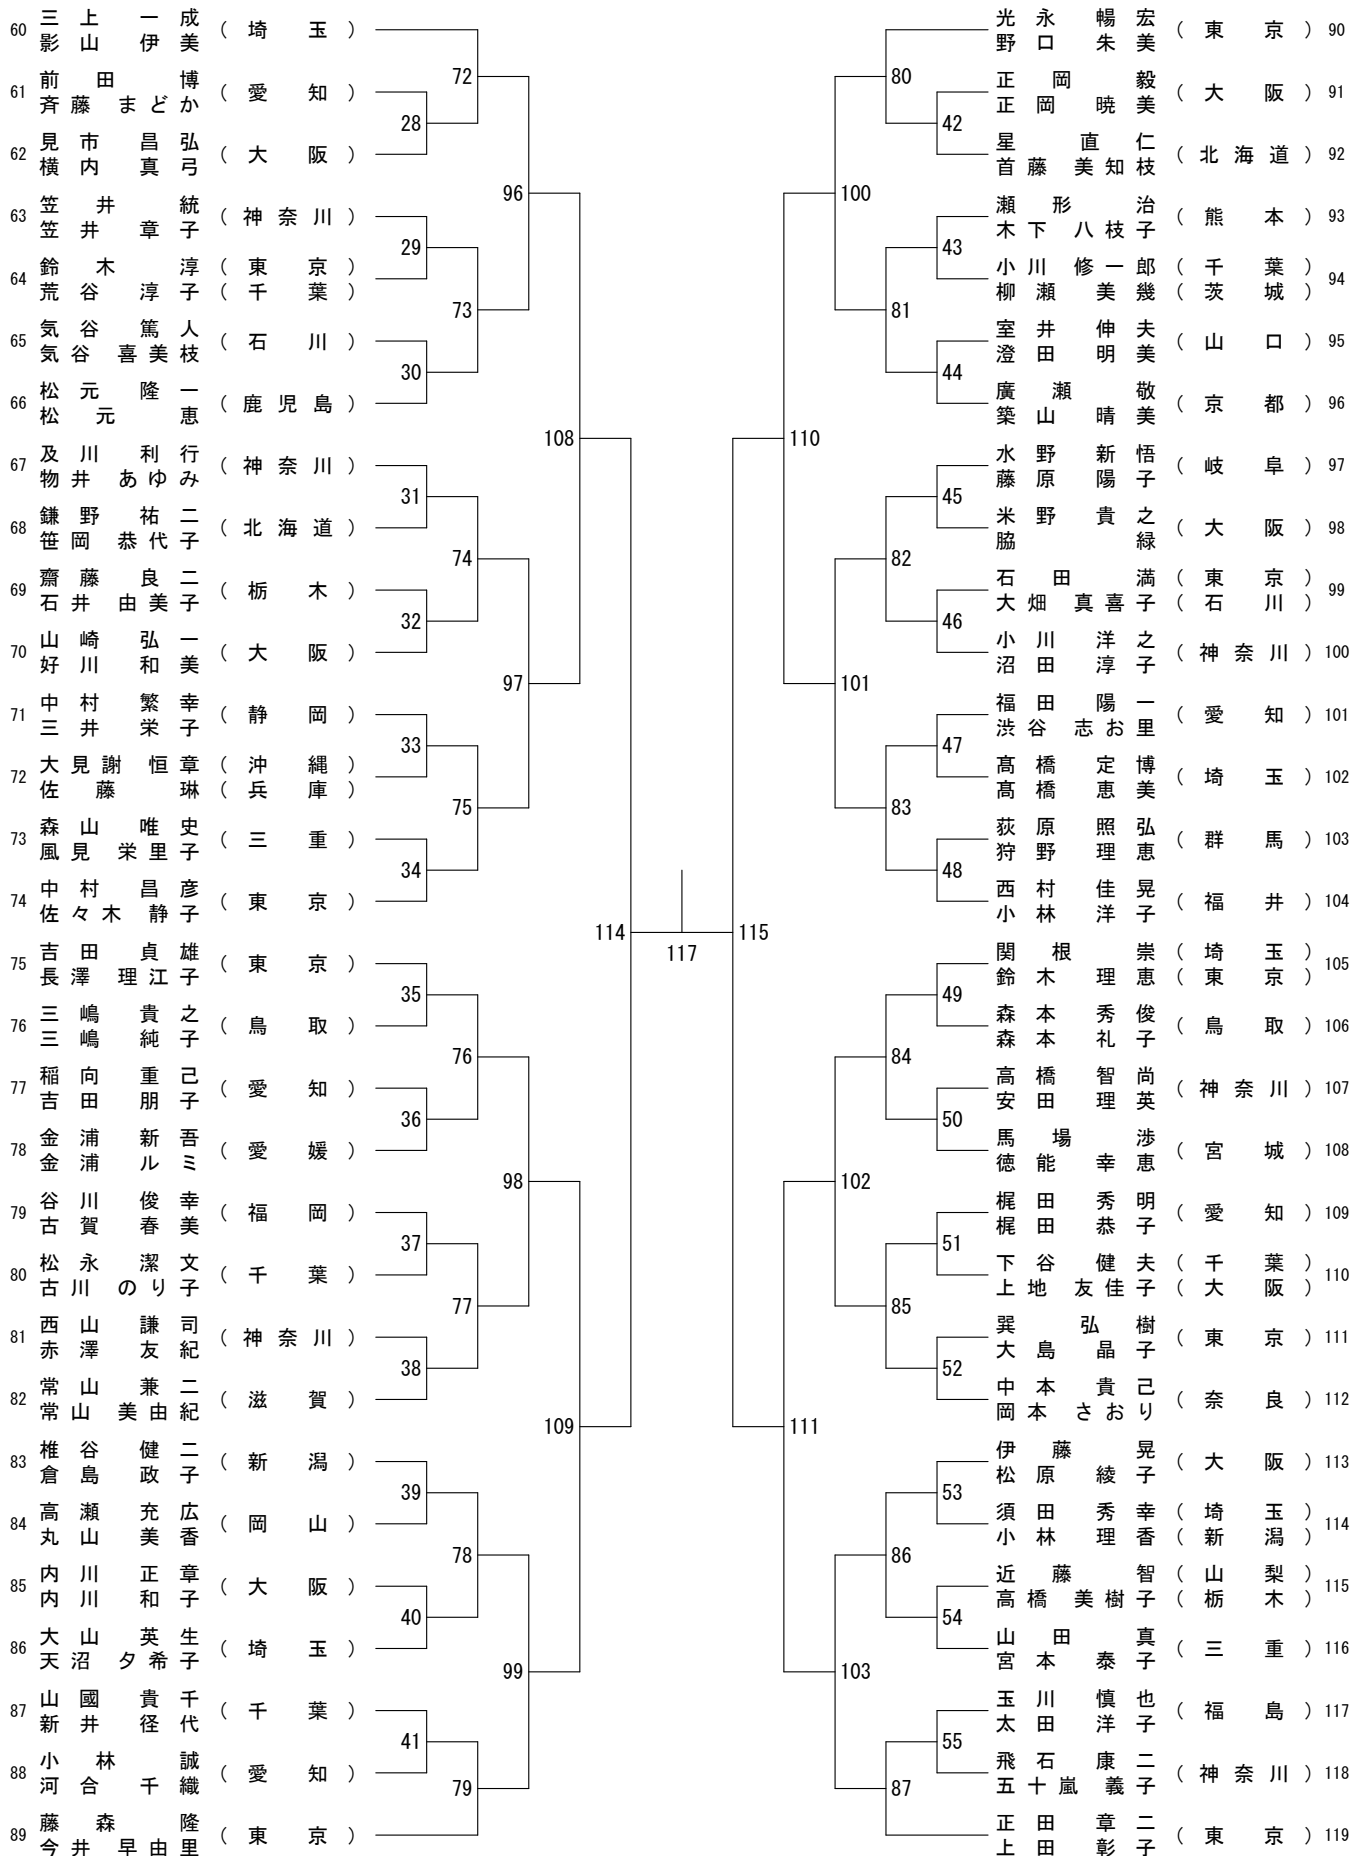 60 三上 一成 (埼玉)
影山 伊美
61 前田 博 (愛知)
斉藤 まどか
62 見市 昌弘 (大阪)
横内 真弓
63 笠井 統 (神奈川)
笠井 章子
64 鈴木 淳 (東京)
荒谷 淳子 (千葉)
65 気谷 篤人 (石川)
気谷 喜美枝
66 松元 隆一 (鹿児島)
松元 恵
67 及川 利行 (神奈川)
物井 あゆみ
68 鎌野 祐二 (北海道)
笹岡 恭代子
69 齋藤 良二 (栃木)
石井 由美子
70 山崎 弘一 (大阪)
好川 和美
71 中村 繁幸 (静岡)
三井 栄子
72 大見謝 恒章 (沖縄)
佐藤 琳 (兵庫)
73 森山 唯史 (三重)
風見 栄里子
74 中村 昌彦 (東京)
佐々木 静子
75 吉田 貞雄 (東京)
長澤 理江子
76 三嶋 貴之 (鳥取)
三嶋 純子
77 稲向 重己 (愛知)
吉田 朋子
78 金浦 新吾 (愛媛)
金浦 ルミ
79 谷川 俊幸 (福岡)
古賀 春美
80 松永 潔文 (千葉)
古川 のり子
81 西山 謙司 (神奈川)
赤澤 友紀
82 常山 兼二 (滋賀)
常山 美由紀
83 椎谷 健二 (新潟)
倉島 政子
84 高瀬 充広 (岡山)
丸山 美香
85 内川 正章 (大阪)
内川 和子
86 大山 英生 (埼玉)
天沼 夕希子
87 山國 貴千 (千葉)
新井 径代
88 小林 誠 (愛知)
河合 千織
89 藤森 隆 (東京)
今井 早由里
72
28
96
29
73
30
108
31
74
32
97
33
75
34
114
35
76
36
98
37
77
38
109
39
78
40
99
41
79
117
80
42
100
43
81
44
110
45
82
46
101
47
83
48
115
49
84
50
102
51
85
52
111
53
86
54
103
55
87
光永 暢宏 (東京) 90
野口 朱美
正岡 毅 (大阪) 91
正岡 暁美
星 直仁 (北海道) 92
首藤 美知枝
瀬形 治 (熊本) 93
木下 八枝子
小川 修一郎 (千葉) 94
柳瀬 美幾 (茨城)
室井 伸夫 (山口) 95
澄田 明美
廣瀬 敬 (京都) 96
築山 晴美
水野 新悟 (岐阜) 97
藤原 陽子
米野 貴之 (大阪) 98
脇 緑
石田 満 (東京) 99
大畑 真喜子 (石川)
小川 洋之 (神奈川) 100
沼田 淳子
福田 陽一 (愛知) 101
渋谷 志お里
髙橋 定博 (埼玉) 102
髙橋 恵美
荻原 照弘 (群馬) 103
狩野 理恵
西村 佳晃 (福井) 104
小林 洋子
関根 崇 (埼玉) 105
鈴木 理恵 (東京)
森本 秀俊 (鳥取) 106
森本 礼子
高橋 智尚 (神奈川) 107
安田 理英
馬場 渉 (宮城) 108
徳能 幸恵
梶田 秀明 (愛知) 109
梶田 恭子
下谷 健夫 (千葉) 110
上地 友佳子 (大阪)
巽 弘樹 (東京) 111
大島 晶子
中本 貴己 (奈良) 112
岡本 さおり
伊藤 晃 (大阪) 113
松原 綾子
須田 秀幸 (埼玉) 114
小林 理香 (新潟)
近藤 智 (山梨) 115
高橋 美樹子 (栃木)
山田 真 (三重) 116
宮本 泰子
玉川 慎也 (福島) 117
太田 洋子
飛石 康二 (神奈川) 118
五十嵐 義子
正田 章二 (東京) 119
上田 彰子